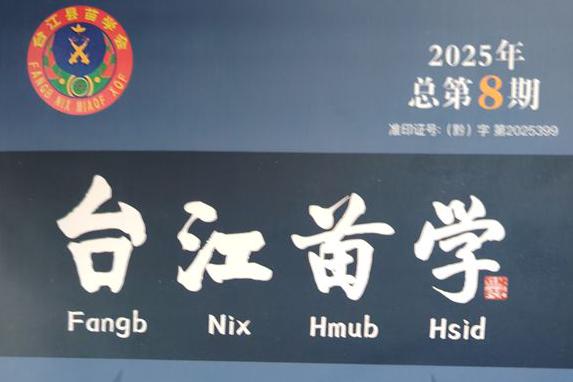 台江县苗学会
FANGB NIX MIAOF XOF
2025年
总第8期
准印证号:（黔）字 第2025399
台江苗学
Fangb Nix Hmub Hsid